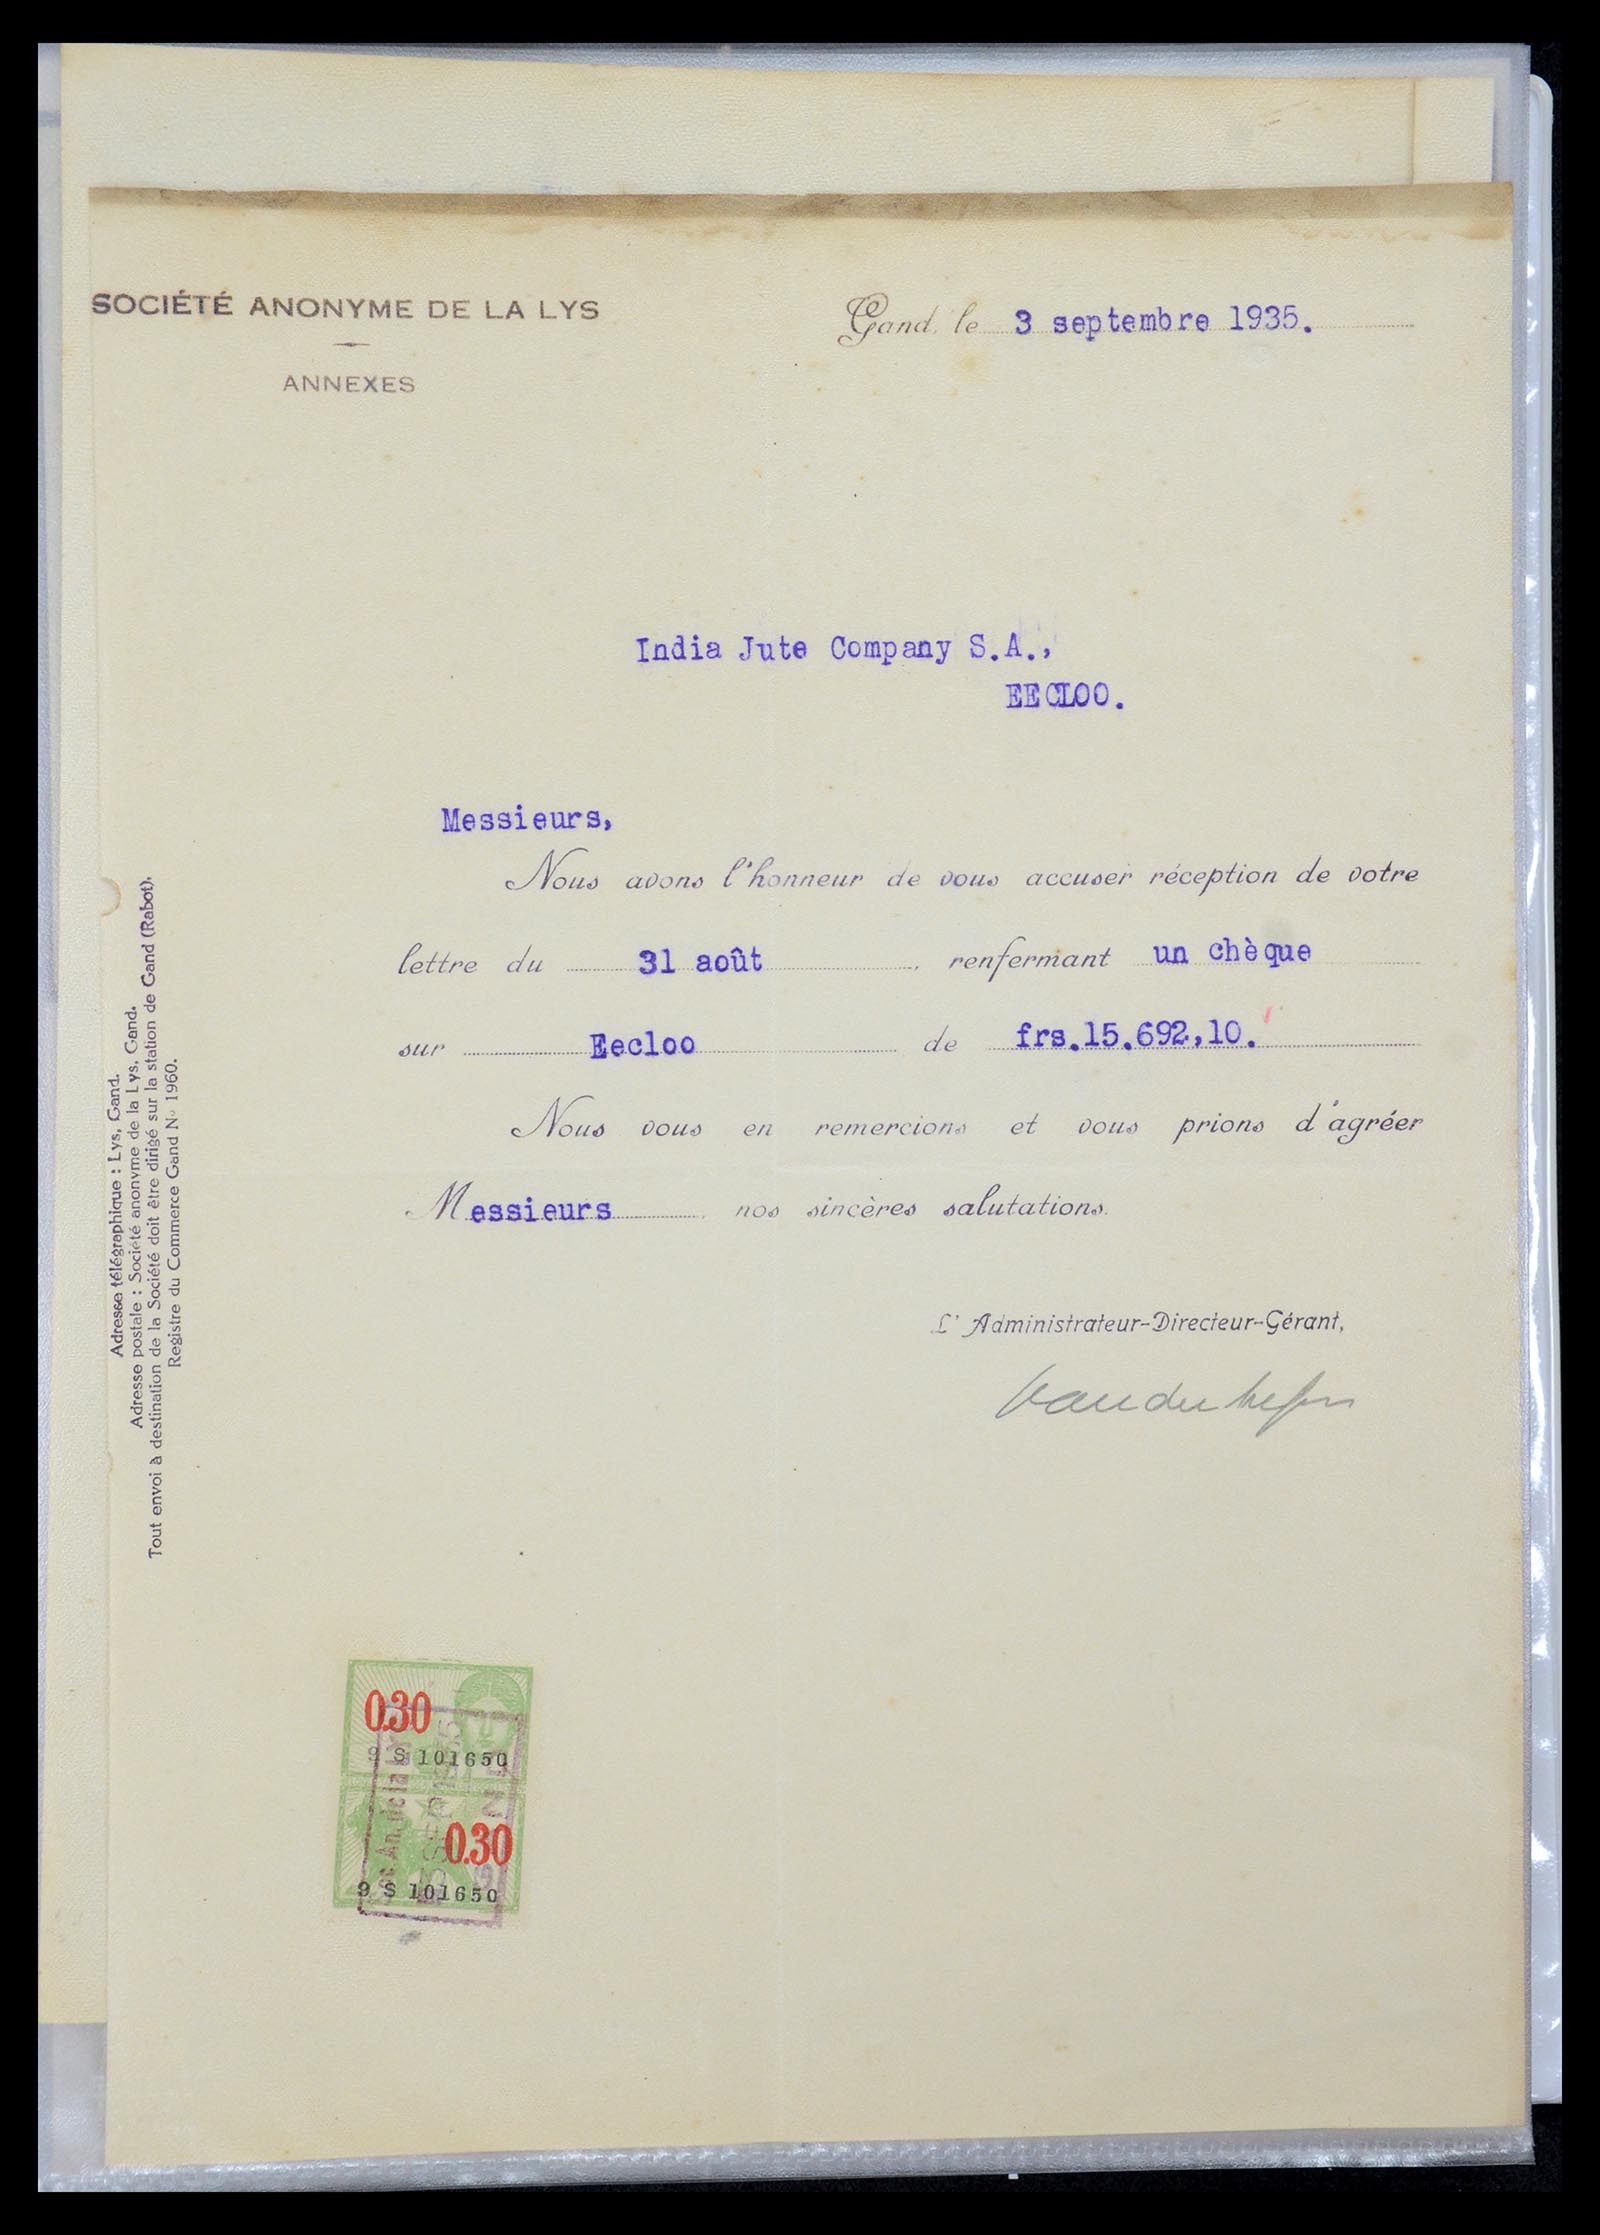 SOCIÉTÉ ANONYME DE LA LYS
ANNEXES
Gand, le 3 septembre 1935.
India Jute Company S.A.,
EECLOO.
Messieurs,
Nous avons l'honneur de vous accuser réception de votre
lettre du 31 août, renfermant un chèque
sur Eecloo de frs.15.692,10.
Nous vous en remercions et vous prions d'agréer
Messieurs, nos sincères salutations.
L'Administrateur-Directeur-Gérant,
Adresse télégraphique : Lys, Gand.
Adresse postale : Société anonyme de la Lys, Gand.
Tout envoi à destination de la Société doit être dirigé sur la station de Gand (Rabot).
Registre du Commerce Gand No 1960.
0.30
9 S 101650
0.30
9 S 101650